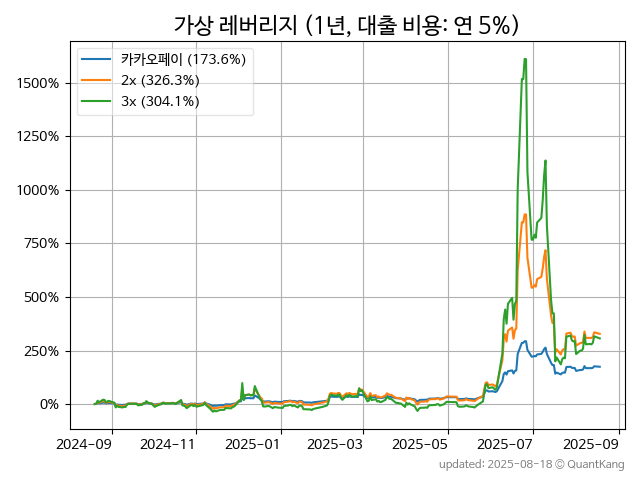 가상 레버리지 (1년, 대출 비용: 연 5%)
카카오페이 (173.6%)
2x (326.3%)
3x (304.1%)
1500%
1250%
1000%
750%
500%
250%
0%
2024-09 2024-11 2025-01 2025-03 2025-05 2025-07 2025-09
updated: 2025-08-18 © QuantKang